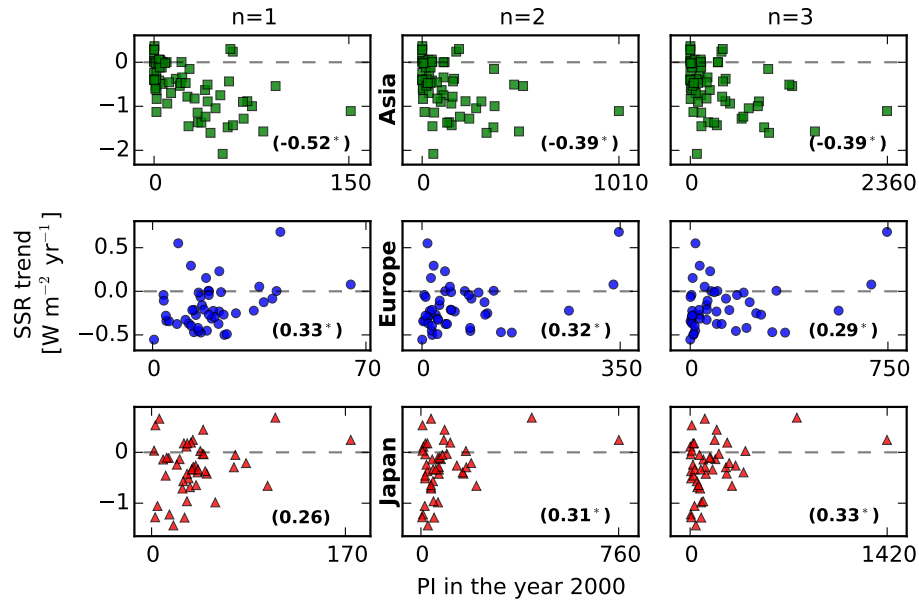 n=1 n=2 n=3
0
−1
−2
Asia
(-0.52*) (-0.39*) (-0.39*)
0 150 0 1010 0 2360
SSR trend
[W m⁻² yr⁻¹]
0.5
0.0
−0.5
Europe
(0.33*) (0.32*) (0.29*)
0 70 0 350 0 750
0
−1
Japan
(0.26) (0.31*) (0.33*)
0 170 0 760 0 1420
PI in the year 2000